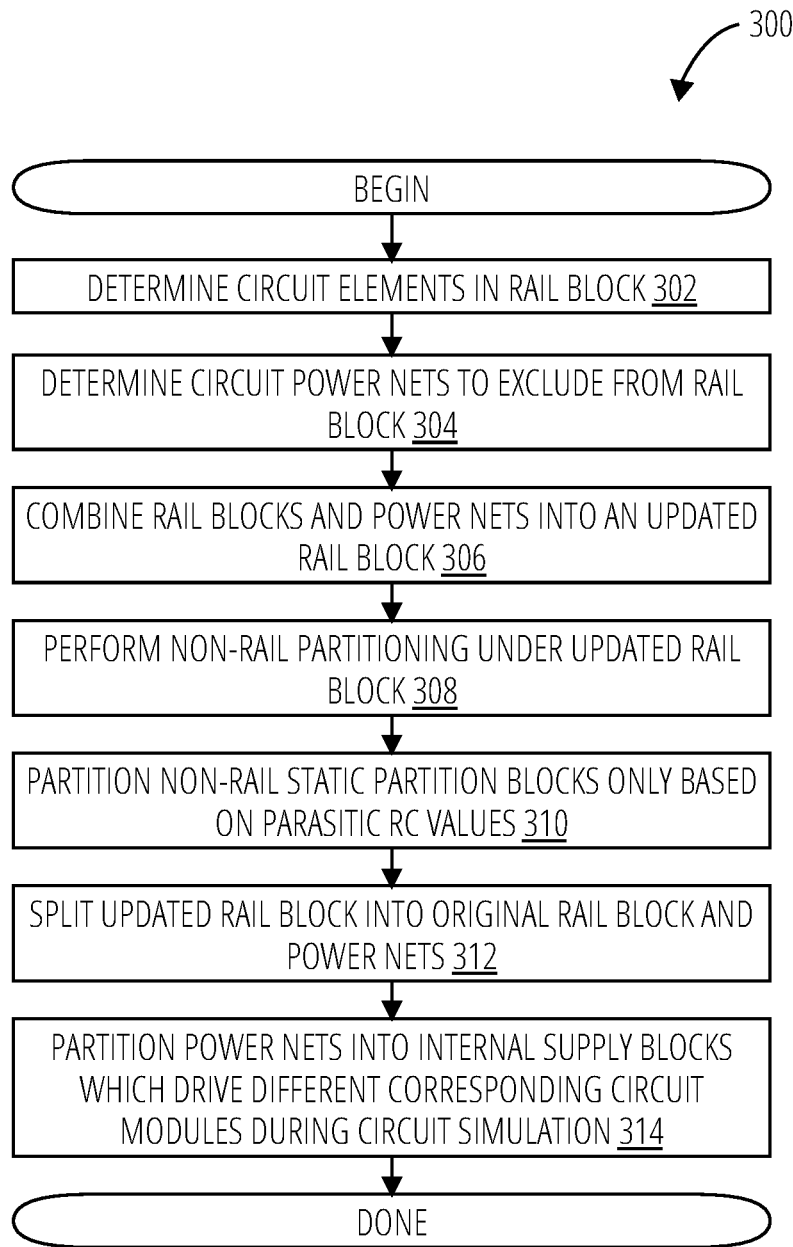 300
BEGIN
DETERMINE CIRCUIT ELEMENTS IN RAIL BLOCK 302
DETERMINE CIRCUIT POWER NETS TO EXCLUDE FROM RAIL
BLOCK 304
COMBINE RAIL BLOCKS AND POWER NETS INTO AN UPDATED
RAIL BLOCK 306
PERFORM NON-RAIL PARTITIONING UNDER UPDATED RAIL
BLOCK 308
PARTITION NON-RAIL STATIC PARTITION BLOCKS ONLY BASED
ON PARASITIC RC VALUES 310
SPLIT UPDATED RAIL BLOCK INTO ORIGINAL RAIL BLOCK AND
POWER NETS 312
PARTITION POWER NETS INTO INTERNAL SUPPLY BLOCKS
WHICH DRIVE DIFFERENT CORRESPONDING CIRCUIT
MODULES DURING CIRCUIT SIMULATION 314
DONE